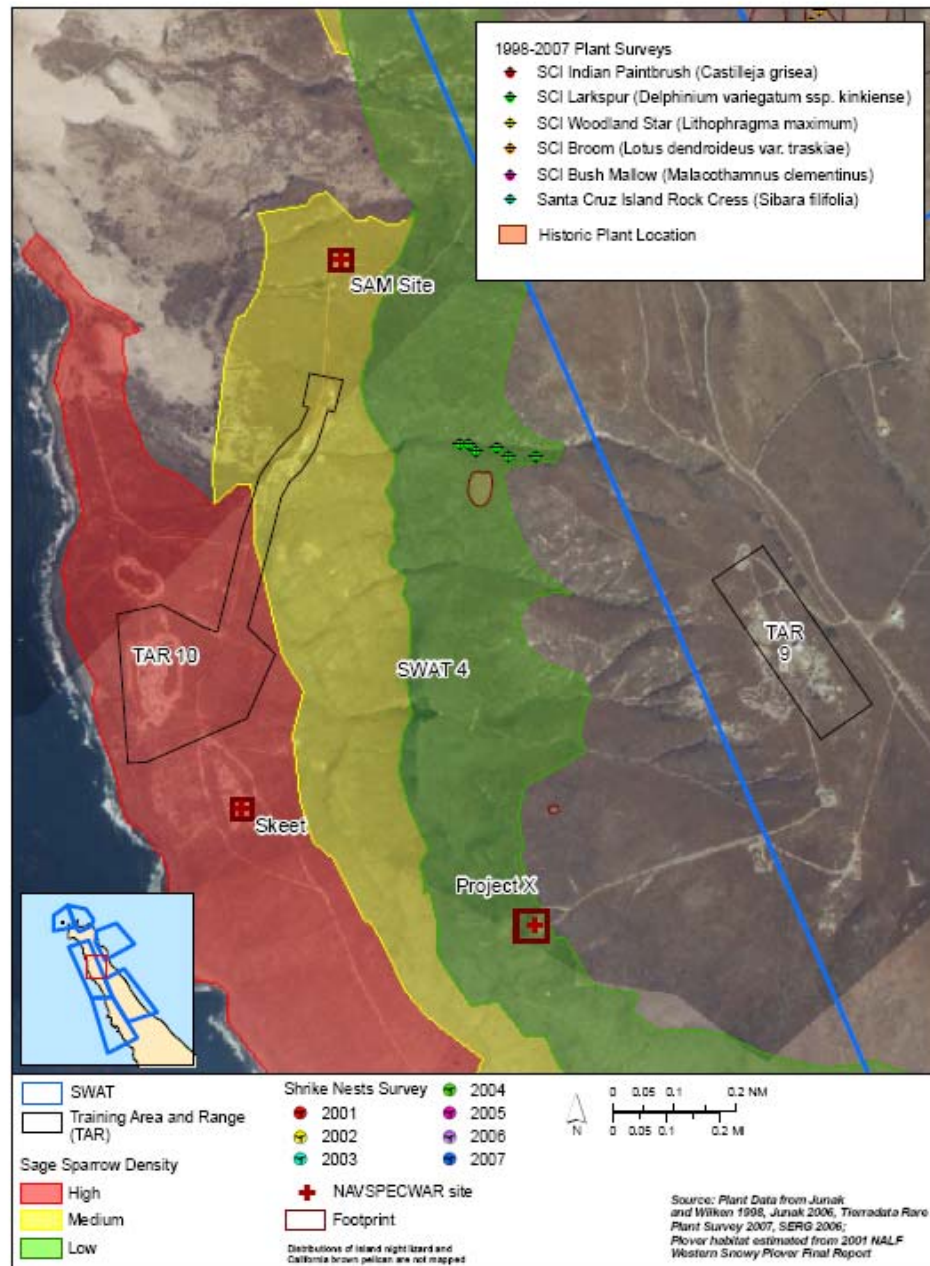 1998-2007 Plant Surveys
SCI Indian Paintbrush (Castilleja grisea)
SCI Larkspur (Delphinium variegatum ssp. kinkiense)
SCI Woodland Star (Lithophragma maximum)
SCI Broom (Lotus dendroideus var. traskiae)
SCI Bush Mallow (Malacothamnus clementinus)
Santa Cruz Island Rock Cress (Sibara filifolia)
Historic Plant Location
SAM Site
TAR 10
TAR
9
SWAT 4
Skeet
Project X
SWAT
Training Area and Range
(TAR)
Sage Sparrow Density
High
Medium
Low
Shrike Nests Survey
2001
2002
2003
2004
2005
2006
2007
NAVSPECWAR site
Footprint
Distributions of island night lizard and
California brown pelican are not mapped
N
0 0.05 0.1 0.2 NM
0 0.05 0.1 0.2 MI
Source: Plant Data from Junak
and Wilken 1998, Junak 2006, Tierradata Rare
Plant Survey 2007, SERG 2006;
Plover habitat estimated from 2001 NALF
Western Snowy Plover Final Report